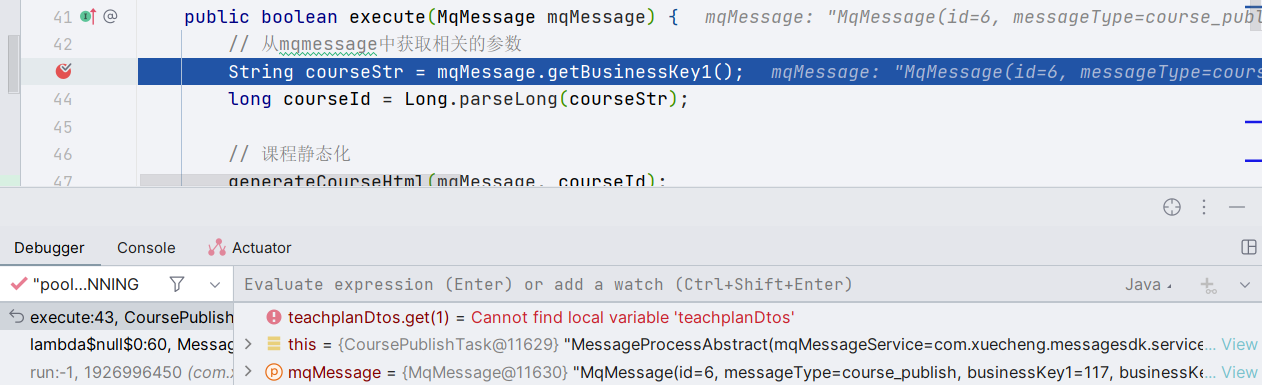 41 public boolean execute(MqMessage mqMessage) { mqMessage: "MqMessage(id=6, messageType=course_publ
42 // 从mqmessage中获取相关的参数
String courseStr = mqMessage.getBusinessKey1(); mqMessage: "MqMessage(id=6, messageType=cours
44 long courseId = Long.parseLong(courseStr);
45
46 // 课程静态化
47 generateCourseHtml(mqMessage, courseId);
Debugger Console Actuator
"pool...NNING Evaluate expression (Enter) or add a watch (Ctrl+Shift+Enter) Java
execute:43, CoursePublish teachplanDtos.get(1) = Cannot find local variable 'teachplanDtos'
lambda$null$0:60, Messag this = {CoursePublishTask@11629} "MessageProcessAbstract(mqMessageService=com.xuecheng.messagesdk.service... View
run:-1, 1926996450 (com.x mqMessage = {MqMessage@11630} "MqMessage(id=6, messageType=course_publish, businessKey1=117, businessKe... View